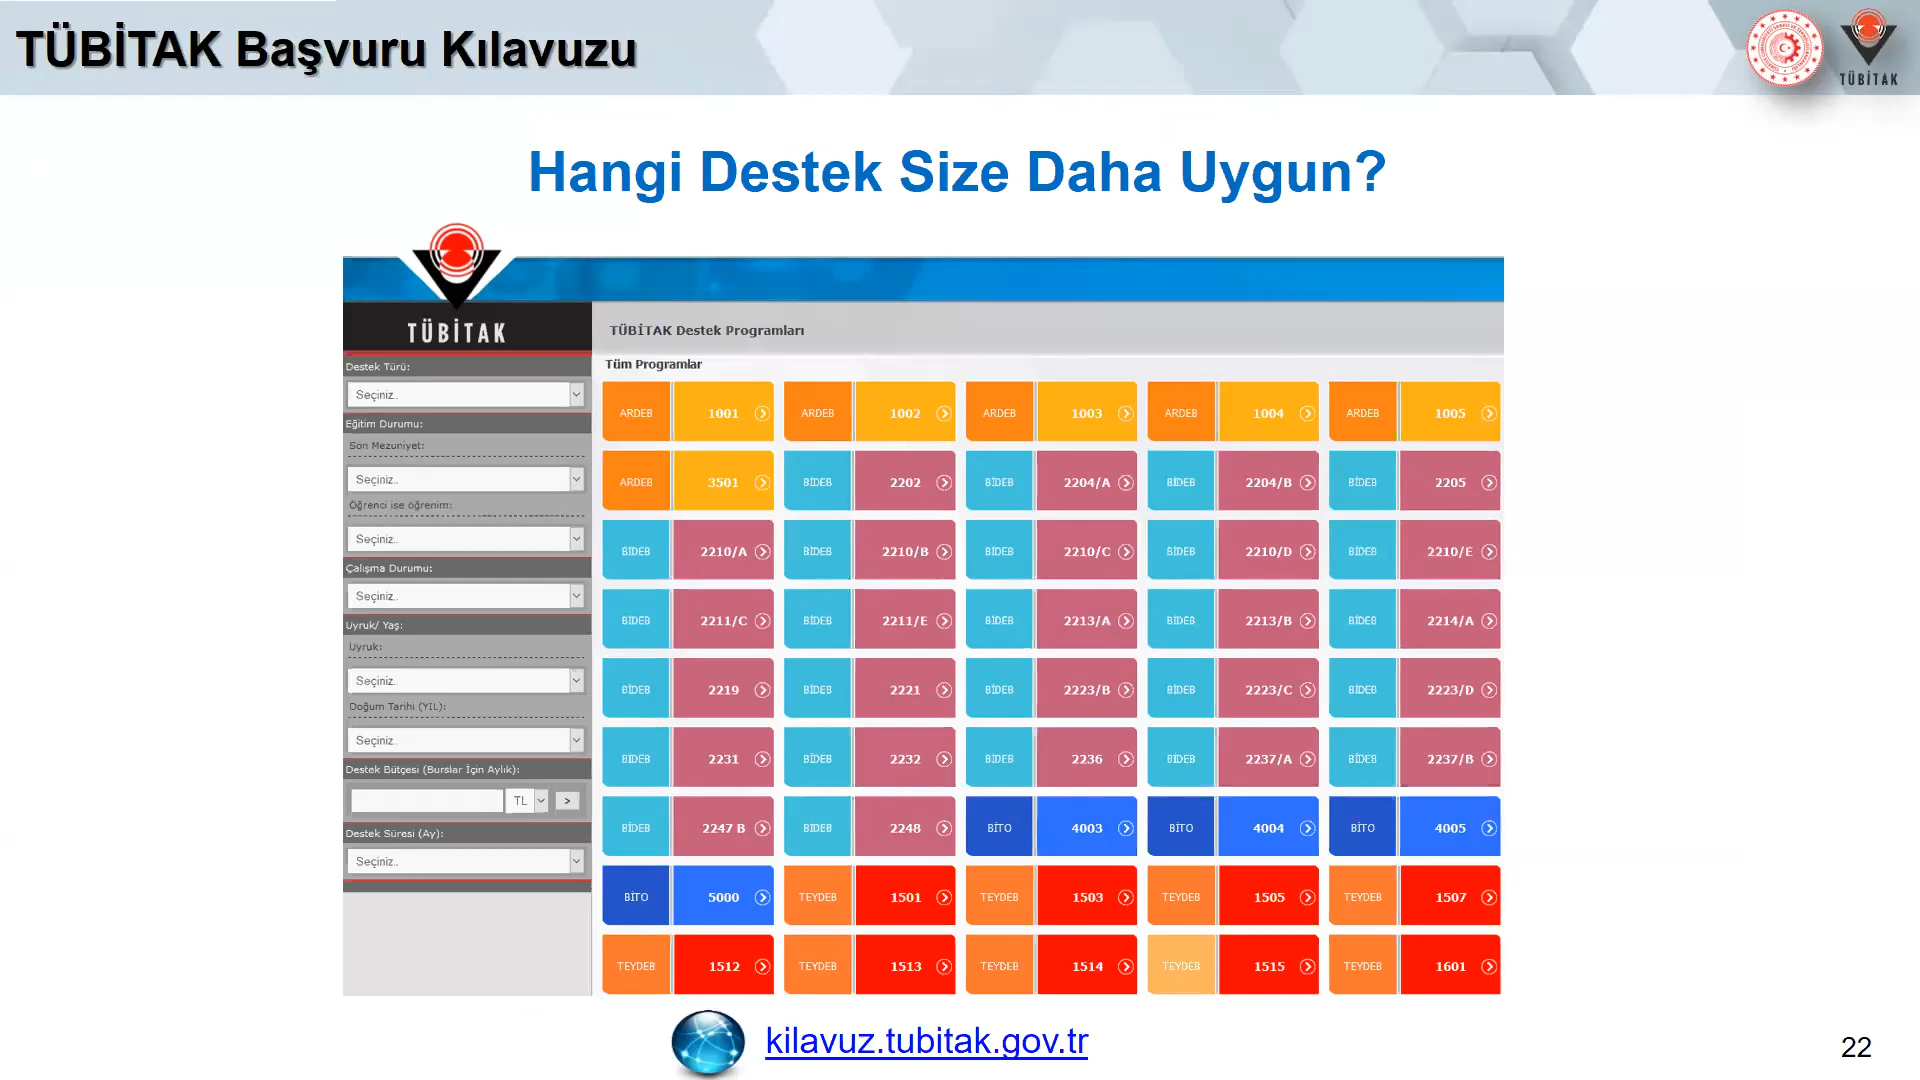 TÜBİTAK Başvuru Kılavuzu
TÜBİTAK
Hangi Destek Size Daha Uygun?
TÜBİTAK
TÜBİTAK Destek Programları
Destek Türü:
Seçiniz..
Eğitim Durumu:
Son Mezuniyet:
Seçiniz..
Öğrenci ise öğrenim:
Seçiniz..
Çalışma Durumu:
Seçiniz..
Uyruk/ Yaş:
Uyruk:
Seçiniz..
Doğum Tarihi (YIL):
Seçiniz..
Destek Bütçesi (Burslar İçin Aylık):
TL >
Destek Süresi (Ay):
Seçiniz..
Tüm Programlar
ARDEB 1001 ARDEB 1002 ARDEB 1003 ARDEB 1004 ARDEB 1005
ARDEB 3501 BİDEB 2202 BİDEB 2204/A BİDEB 2204/B BİDEB 2205
BİDEB 2210/A BİDEB 2210/B BİDEB 2210/C BİDEB 2210/D BİDEB 2210/E
BİDEB 2211/C BİDEB 2211/E BİDEB 2213/A BİDEB 2213/B BİDEB 2214/A
BİDEB 2219 BİDEB 2221 BİDEB 2223/B BİDEB 2223/C BİDEB 2223/D
BİDEB 2231 BİDEB 2232 BİDEB 2236 BİDEB 2237/A BİDEB 2237/B
BİDEB 2247 B BİDEB 2248 BİTO 4003 BİTO 4004 BİTO 4005
BİTO 5000 TEYDEB 1501 TEYDEB 1503 TEYDEB 1505 TEYDEB 1507
TEYDEB 1512 TEYDEB 1513 TEYDEB 1514 TEYDEB 1515 TEYDEB 1601
kilavuz.tubitak.gov.tr
22